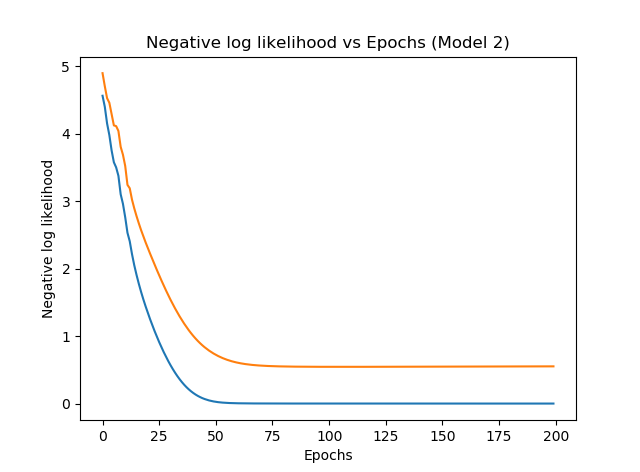 Negative log likelihood vs Epochs (Model 2)
Negative log likelihood
5
4
3
2
1
0
0 25 50 75 100 125 150 175 200
Epochs